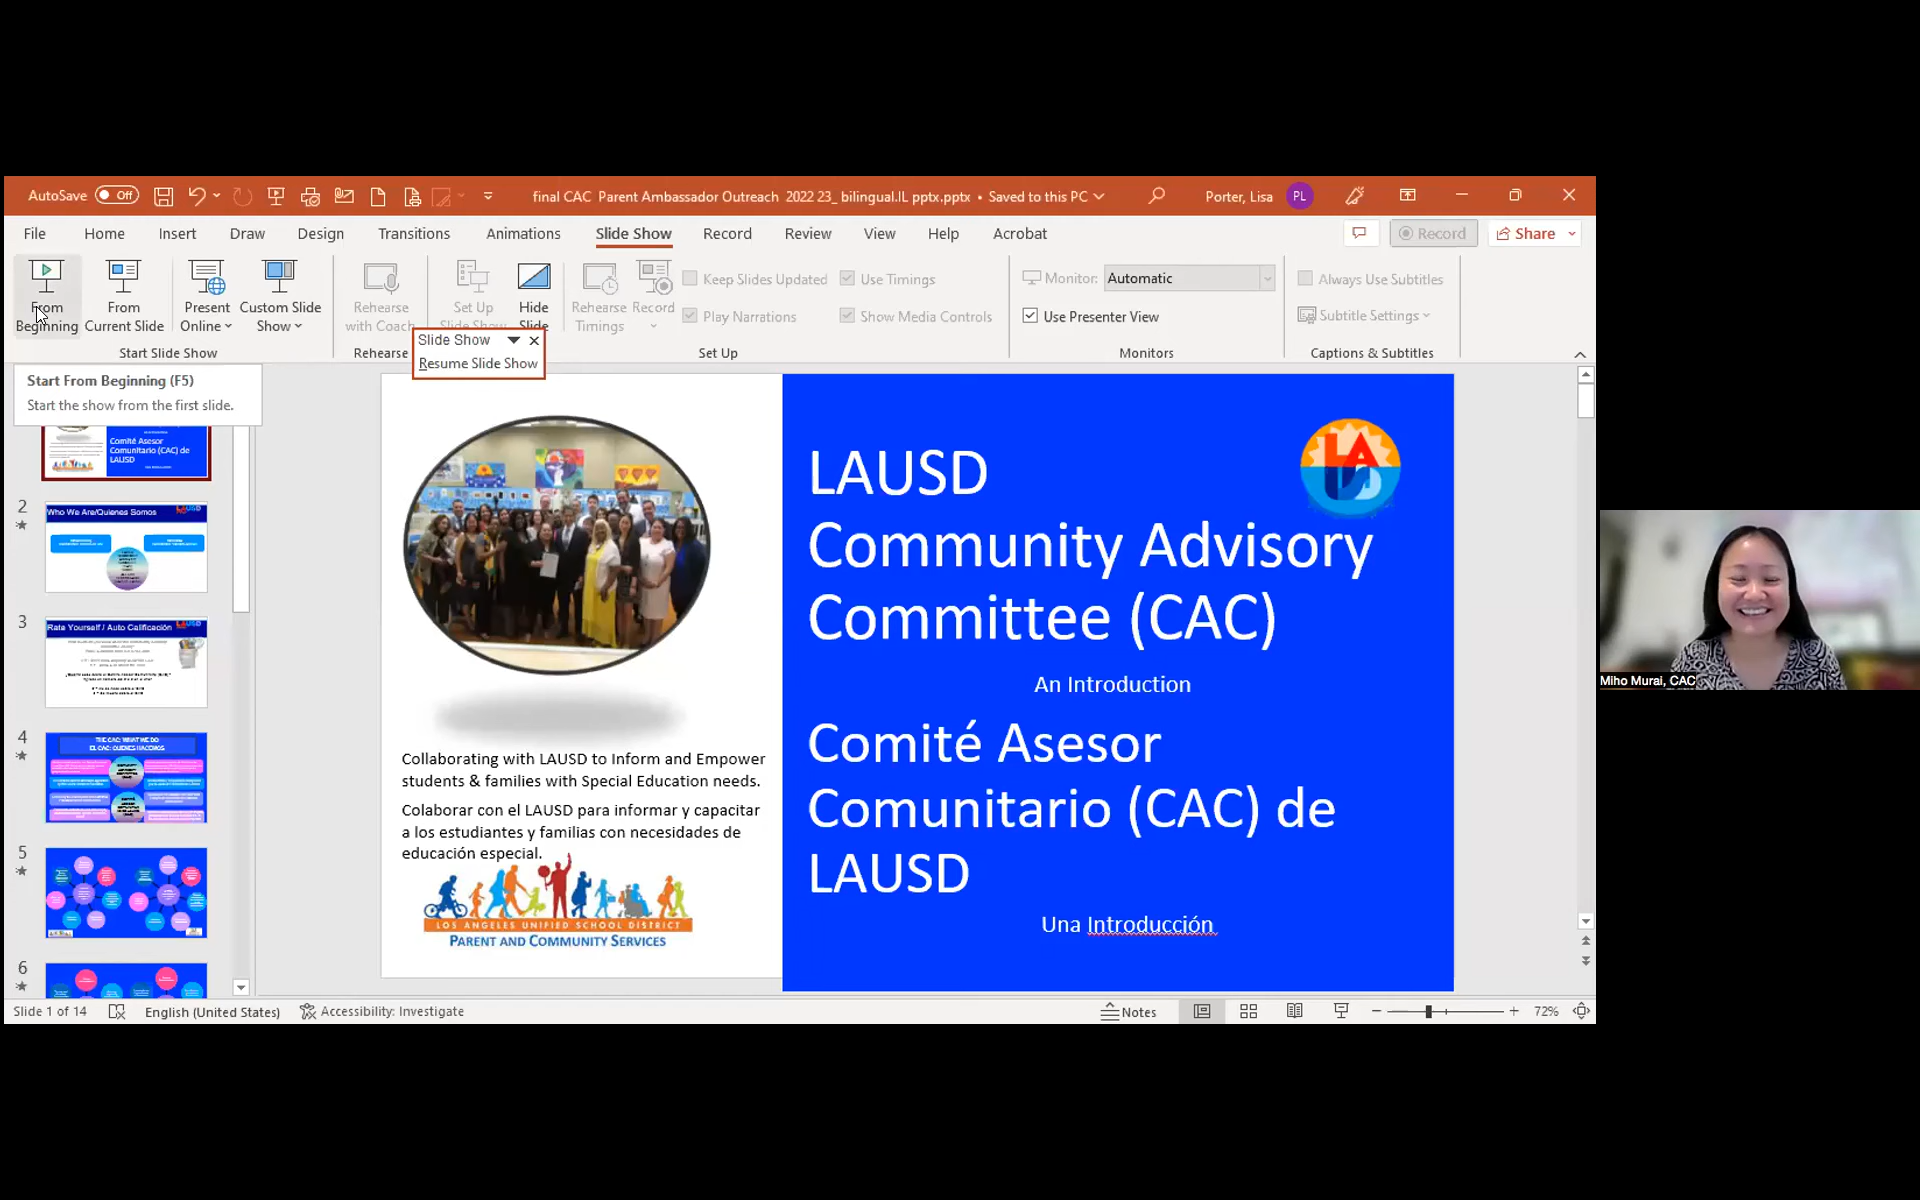 AutoSave Off
final CAC Parent Ambassador Outreach 2022 23_ bilingual.IL pptx.pptx • Saved to this PC
Porter, Lisa PL
File Home Insert Draw Design Transitions Animations Slide Show Record Review View Help Acrobat
Record Share
From Beginning
From Current Slide
Present Online
Custom Slide Show
Start Slide Show
Rehearse with Coach
Rehearse
Set Up Slide Show
Hide Slide
Rehearse Timings
Record
Keep Slides Updated
Use Timings
Play Narrations
Show Media Controls
Set Up
Monitor: Automatic
Use Presenter View
Monitors
Always Use Subtitles
Subtitle Settings
Captions & Subtitles
Slide Show
Resume Slide Show
Start From Beginning (F5)
Start the show from the first slide.
Comité Asesor
Comunitario (CAC) de
LAUSD
2
Who We Are/Quienes Somos
3
Rate Yourself / Auto Calificación
4
THE CAC: WHAT WE DO
EL CAC: QUIENES HACEMOS
5
6
Collaborating with LAUSD to Inform and Empower
students & families with Special Education needs.
Colaborar con el LAUSD para informar y capacitar
a los estudiantes y familias con necesidades de
educación especial.
LOS ANGELES UNIFIED SCHOOL DISTRICT
PARENT AND COMMUNITY SERVICES
LAUSD
Community Advisory
Committee (CAC)
An Introduction
Comité Asesor
Comunitario (CAC) de
LAUSD
Una Introducción
Miho Murai, CAC
Slide 1 of 14
English (United States)
Accessibility: Investigate
Notes
72%